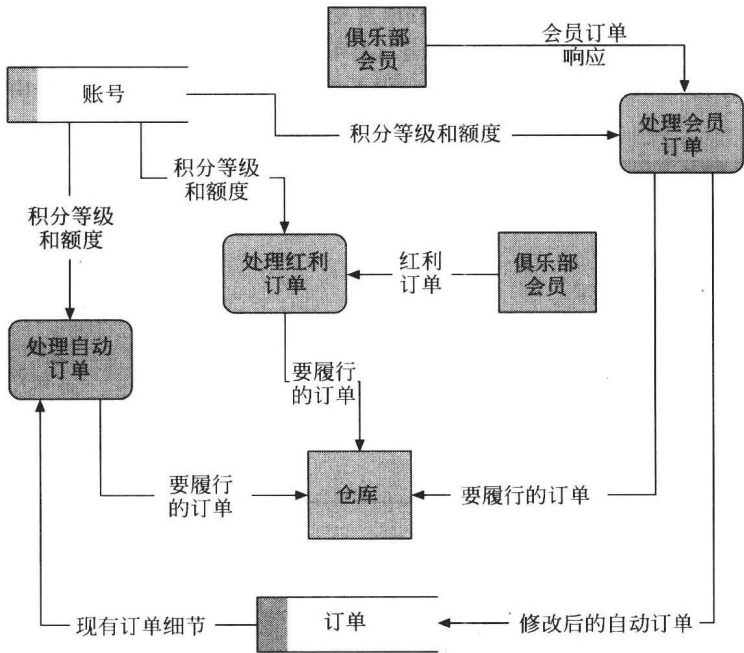 俱乐部
会员
会员订单
响应
账号
积分等级和额度
处理会员
订单
积分等级
和额度
积分等级
和额度
处理红利
订单
红利
订单
俱乐部
会员
处理自动
订单
要履行
的订单
要履行
的订单
仓库
要履行的订单
现有订单细节
订单
修改后的自动订单